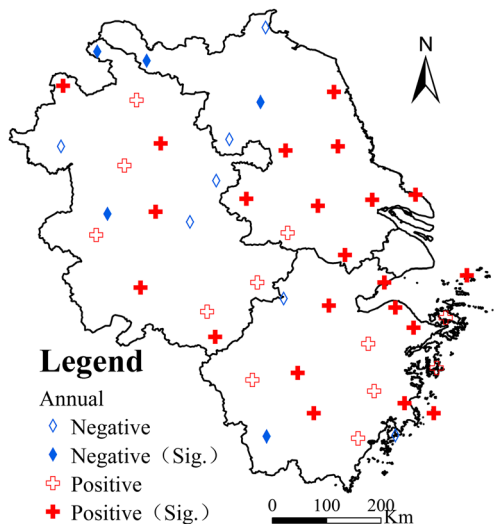 N
Legend
Annual
Negative
Negative（Sig.）
Positive
Positive（Sig.）
0 100 200
Km